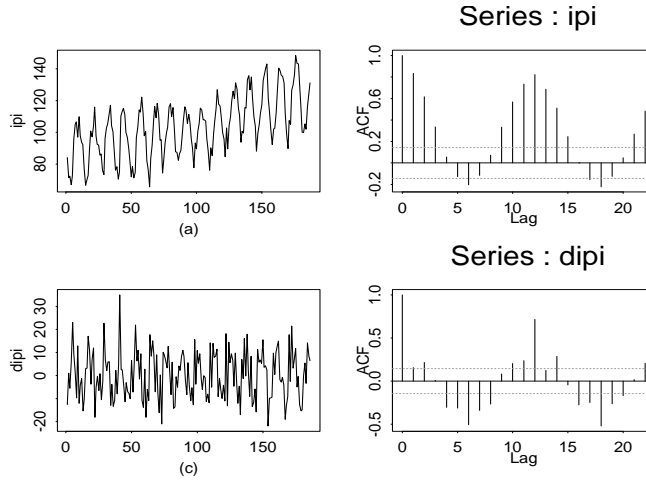 Series : ipi
ipi
80 100 120 140
0 50 100 150
(a)
ACF
-0.2 0.2 0.6 1.0
0 5 10 15 20
Lag
Series : dipi
dipi
-20 0 10 20 30
0 50 100 150
(c)
ACF
-0.5 0.0 0.5 1.0
0 5 10 15 20
Lag